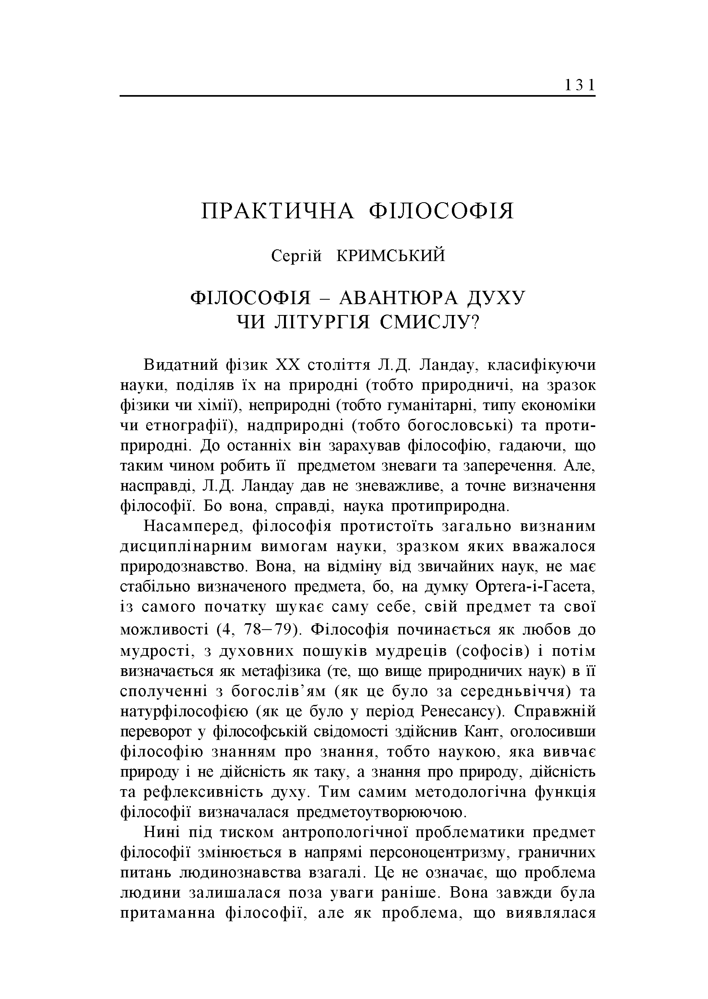 131
ПРАКТИЧНА ФІЛОСОФІЯ
Сергій КРИМСЬКИЙ
ФІЛОСОФІЯ – АВАНТЮРА ДУХУ
ЧИ ЛІТУРГІЯ СМИСЛУ?
Видатний фізик XX століття Л.Д. Ландау, класифікуючи
науки, поділяв їх на природні (тобто природничі, на зразок
фізики чи хімії), неприродні (тобто гуманітарні, типу економіки
чи етнографії), надприродні (тобто богословські) та проти-
природні. До останніх він зарахував філософію, гадаючи, що
таким чином робить її предметом зневаги та заперечення. Але,
насправді, Л.Д. Ландау дав не зневажливе, а точне визначення
філософії. Бо вона, справді, наука протиприродна.
Насамперед, філософія протистоїть загально визнаним
дисциплінарним вимогам науки, зразком яких вважалося
природознавство. Вона, на відміну від звичайних наук, не має
стабільно визначеного предмета, бо, на думку Ортега-і-Гасета,
із самого початку шукає саму себе, свій предмет та свої
можливості (4, 78–79). Філософія починається як любов до
мудрості, з духовних пошуків мудреців (софосів) і потім
визначається як метафізика (те, що вище природничих наук) в її
сполученні з богослів’ям (як це було за середньвіччя) та
натурфілософією (як це було у період Ренесансу). Справжній
переворот у філософській свідомості здійснив Кант, оголосивши
філософію знанням про знання, тобто наукою, яка вивчає
природу і не дійсність як таку, а знання про природу, дійсність
та рефлексивність духу. Тим самим методологічна функція
філософії визначалася предметоутворюючою.
Нині під тиском антропологічної проблематики предмет
філософії змінюється в напрямі персоноцентризму, граничних
питань людинознавства взагалі. Це не означає, що проблема
людини залишалася поза уваги раніше. Вона завжди була
притаманна філософії, але як проблема, що виявлялася